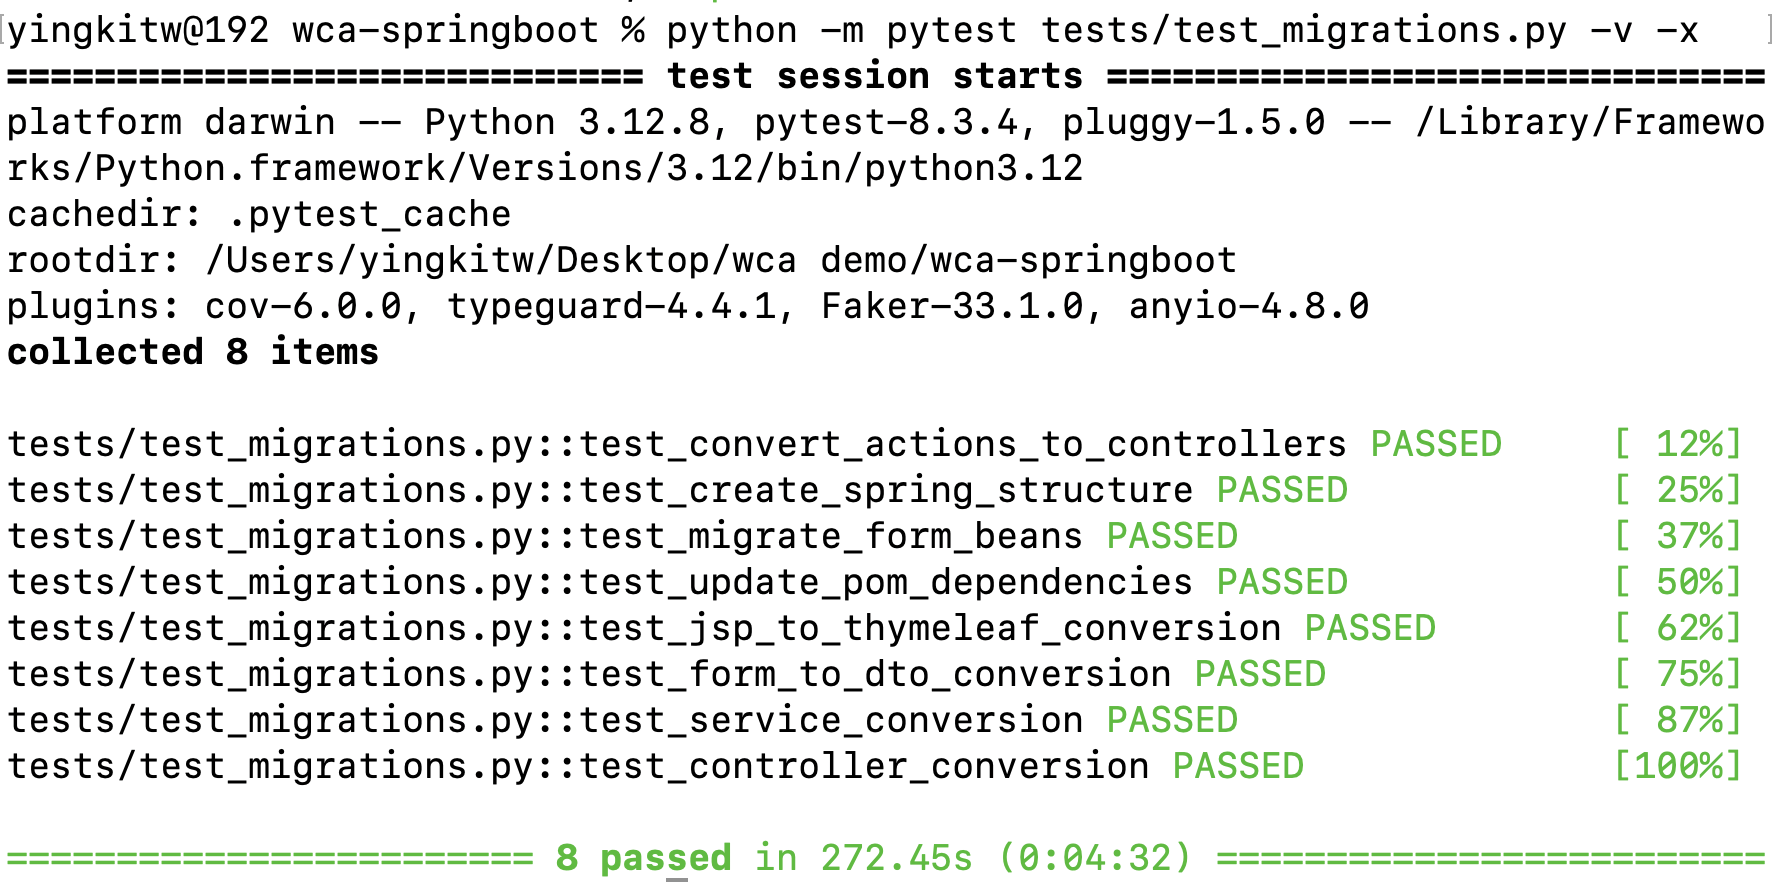 yingkitw@192 wca-springboot % python -m pytest tests/test_migrations.py -v -x
============================= test session starts ==============================
platform darwin -- Python 3.12.8, pytest-8.3.4, pluggy-1.5.0 -- /Library/Framewo
rks/Python.framework/Versions/3.12/bin/python3.12
cachedir: .pytest_cache
rootdir: /Users/yingkitw/Desktop/wca demo/wca-springboot
plugins: cov-6.0.0, typeguard-4.4.1, Faker-33.1.0, anyio-4.8.0
collected 8 items

tests/test_migrations.py::test_convert_actions_to_controllers PASSED     [ 12%]
tests/test_migrations.py::test_create_spring_structure PASSED            [ 25%]
tests/test_migrations.py::test_migrate_form_beans PASSED                 [ 37%]
tests/test_migrations.py::test_update_pom_dependencies PASSED            [ 50%]
tests/test_migrations.py::test_jsp_to_thymeleaf_conversion PASSED        [ 62%]
tests/test_migrations.py::test_form_to_dto_conversion PASSED             [ 75%]
tests/test_migrations.py::test_service_conversion PASSED                 [ 87%]
tests/test_migrations.py::test_controller_conversion PASSED              [100%]

======================== 8 passed in 272.45s (0:04:32) =========================